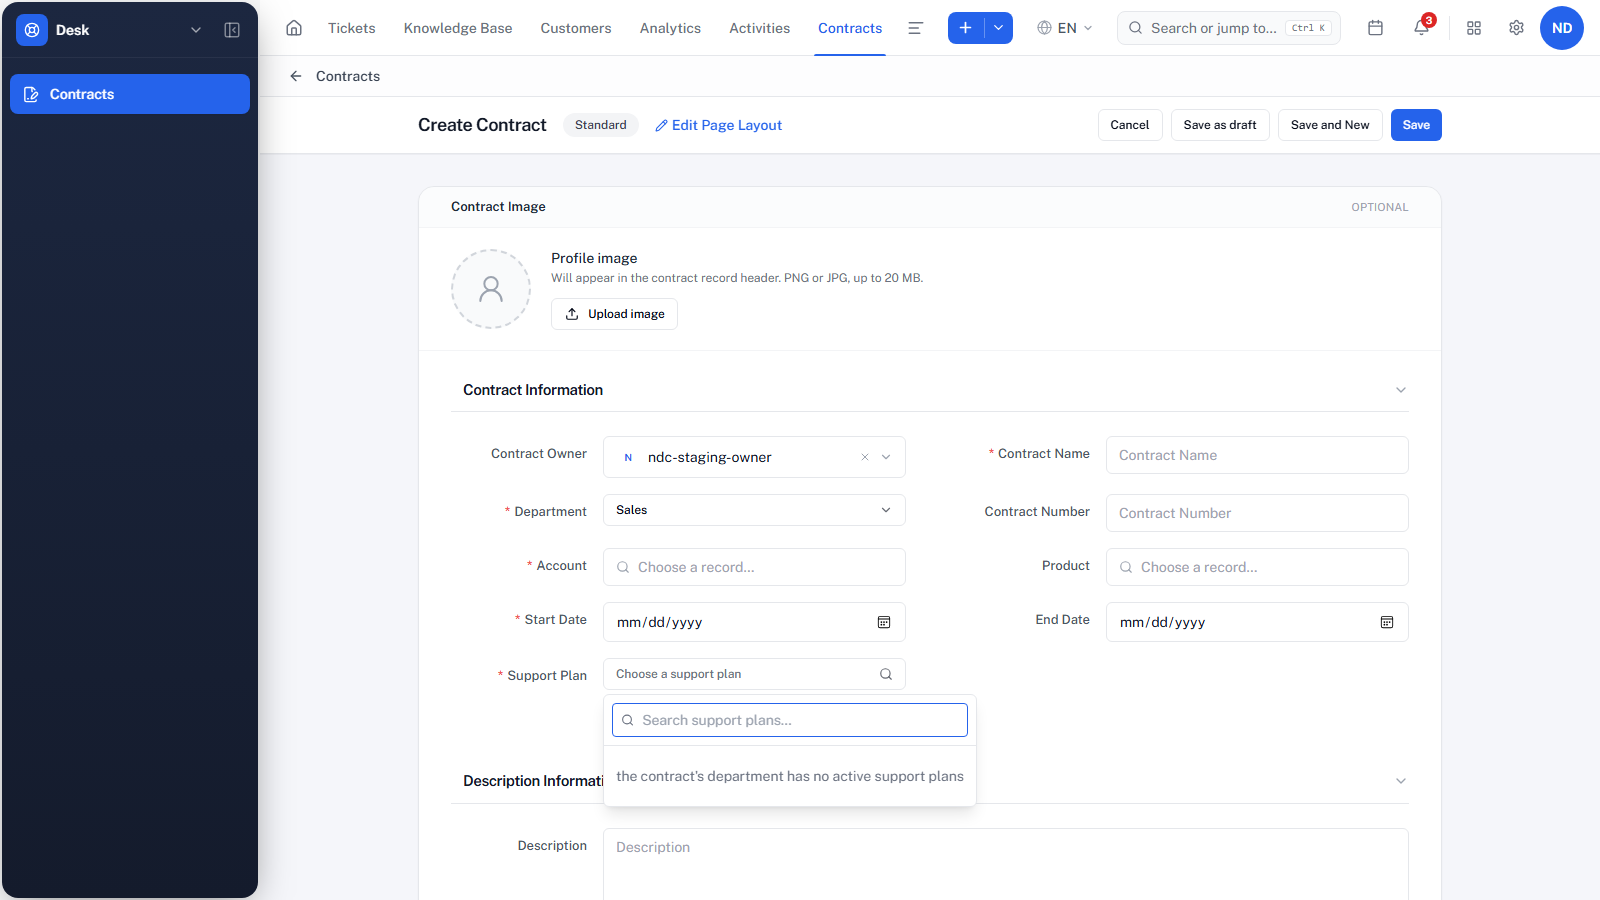 Desk
Contracts
Tickets
Knowledge Base
Customers
Analytics
Activities
Contracts
EN
Search or jump to...
Ctrl K
3
ND
Contracts
Create Contract
Standard
Edit Page Layout
Cancel
Save as draft
Save and New
Save
Contract Image
OPTIONAL
Profile image
Will appear in the contract record header. PNG or JPG, up to 20 MB.
Upload image
Contract Information
Contract Owner
N ndc-staging-owner
* Contract Name
Contract Name
* Department
Sales
Contract Number
Contract Number
* Account
Choose a record...
Product
Choose a record...
* Start Date
mm/dd/yyyy
End Date
mm/dd/yyyy
* Support Plan
Choose a support plan
Search support plans...
the contract's department has no active support plans
Description Informati
Description
Description